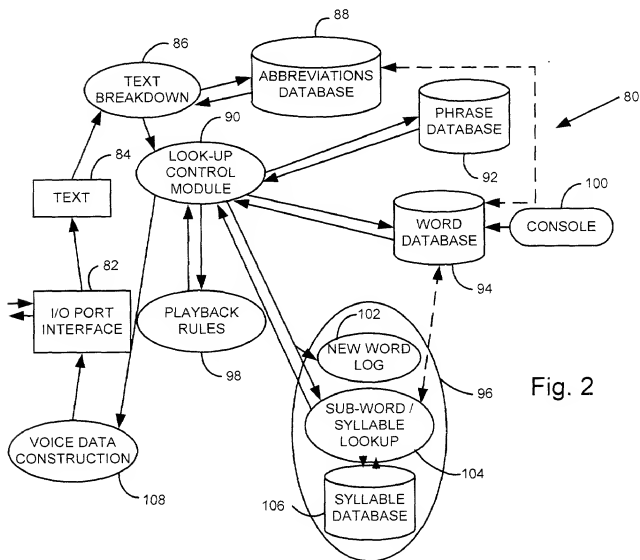 86
88
TEXT
BREAKDOWN
ABBREVIATIONS
DATABASE
80
90
PHRASE
DATABASE
84
LOOK-UP
CONTROL
MODULE
92
100
TEXT
WORD
DATABASE
CONSOLE
82
94
I/O PORT
INTERFACE
PLAYBACK
RULES
102
98
NEW WORD
LOG
96
Fig. 2
SUB-WORD /
SYLLABLE
LOOKUP
VOICE DATA
CONSTRUCTION
104
108
106
SYLLABLE
DATABASE